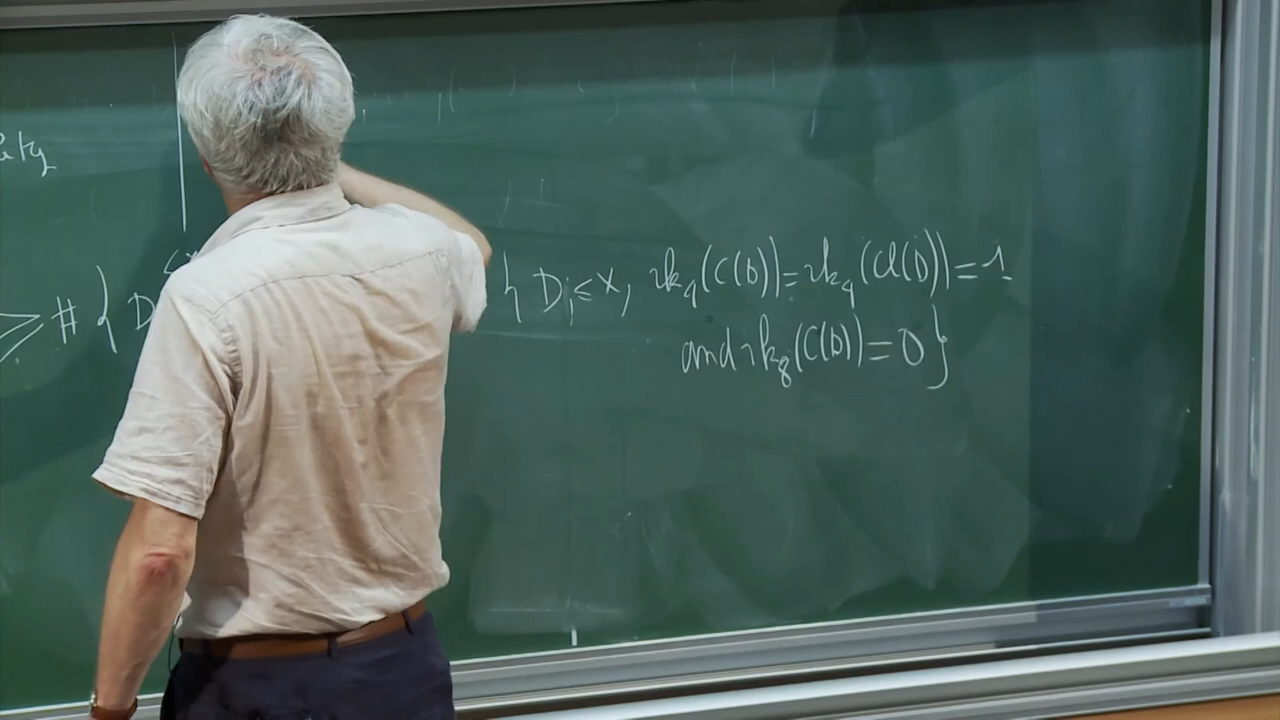 > # { D { D ; ≤ X, rk₄(C(D)) = rk₄(Cl(D)) = 1
and rk₈(C(D)) = 0 }